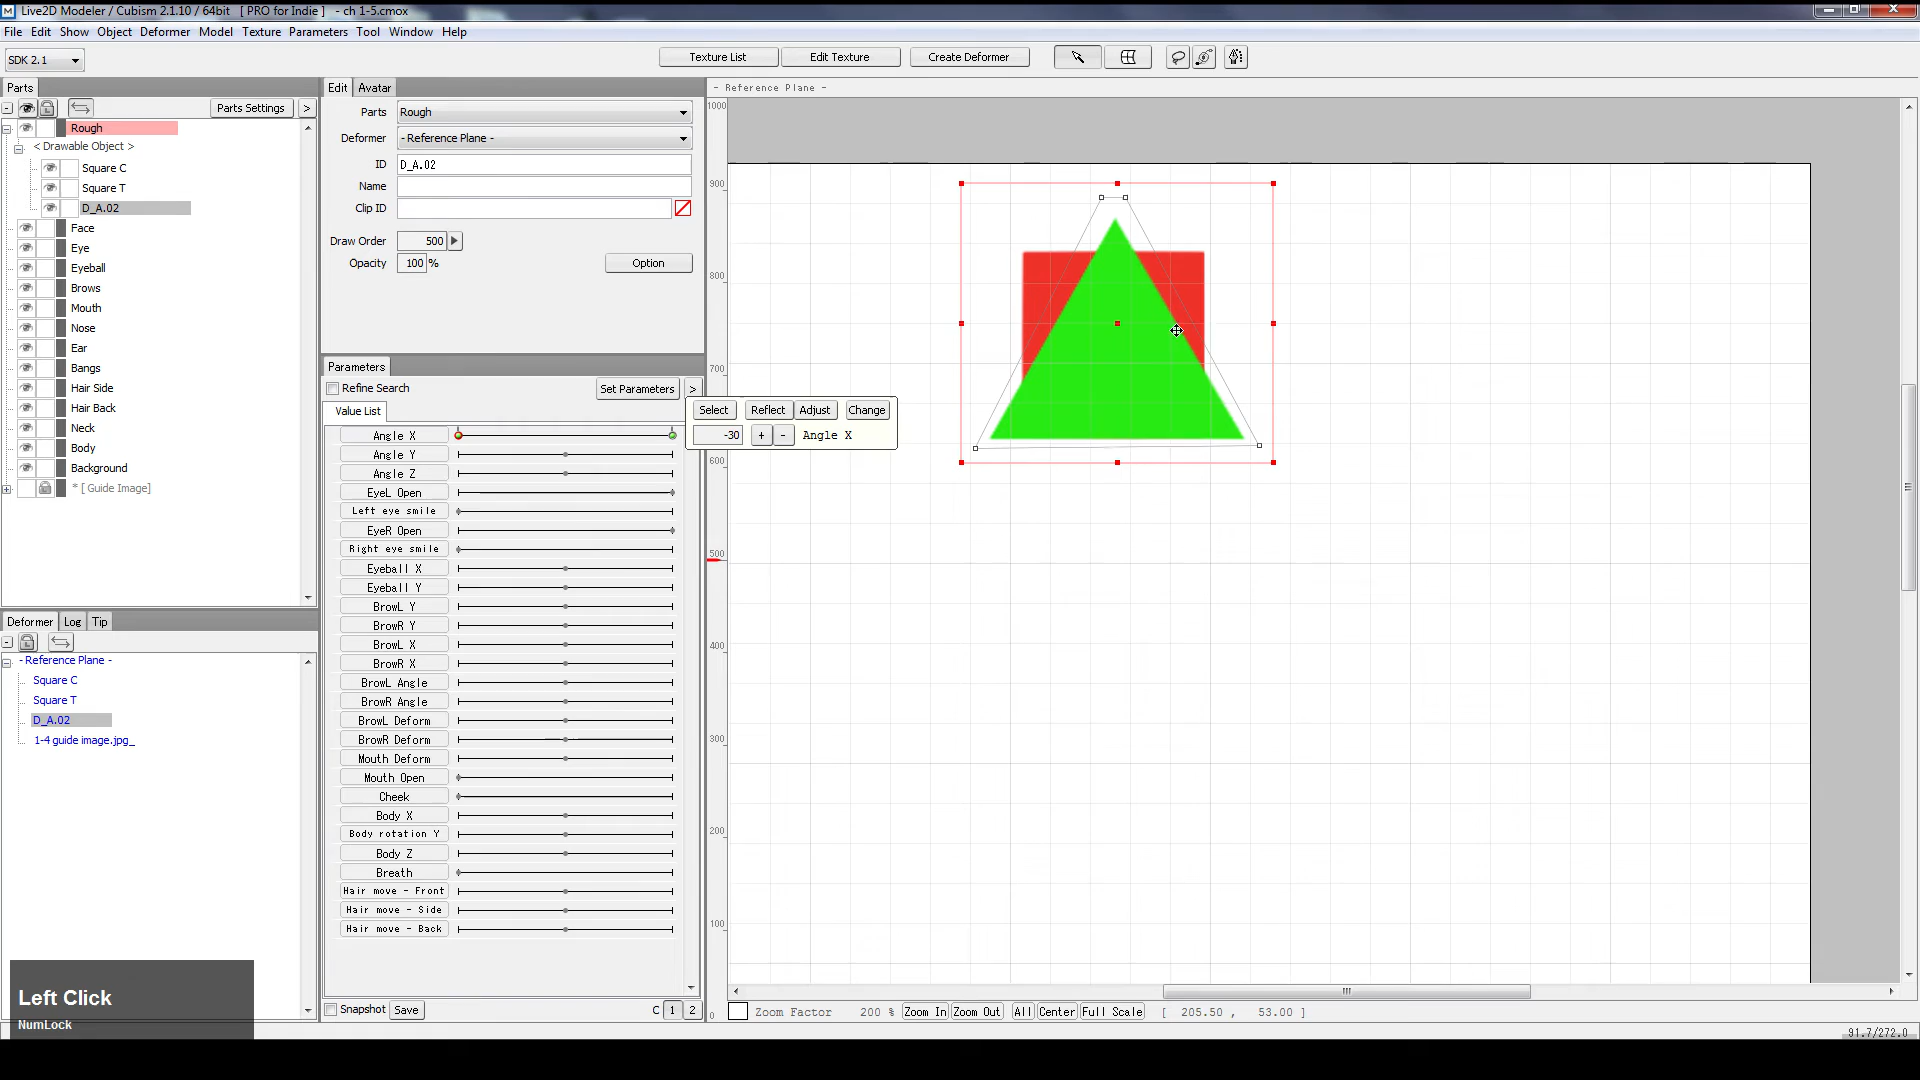 Live2D Modeler / Cubism 2.1.10 / 64bit  [ PRO for Indie ]  - ch 1-5.cmox
File Edit Show Object Deformer Model Texture Parameters Tool Window Help
SDK 2.1
Texture List
Edit Texture
Create Deformer
Parts
Parts Settings
>
Rough
< Drawable Object >
Square C
Square T
D_A.02
Face
Eye
Eyeball
Brows
Mouth
Nose
Ear
Bangs
Hair Side
Hair Back
Neck
Body
Background
* [ Guide Image]
Deformer Log Tip
- Reference Plane -
Square C
Square T
D_A.02
1-4 guide image.jpg_
Left Click
NumLock
Edit Avatar
Parts Rough
Deformer - Reference Plane -
ID D_A.02
Name
Clip ID
Draw Order 500
Opacity 100 %
Option
Parameters
Refine Search
Set Parameters
>
Value List
Angle X
Angle Y
Angle Z
EyeL Open
Left eye smile
EyeR Open
Right eye smile
Eyeball X
Eyeball Y
BrowL Y
BrowR Y
BrowL X
BrowR X
BrowL Angle
BrowR Angle
BrowL Deform
BrowR Deform
Mouth Deform
Mouth Open
Cheek
Body X
Body rotation Y
Body Z
Breath
Hair move - Front
Hair move - Side
Hair move - Back
Snapshot Save C 1 2
Select Reflect Adjust Change
-30 + - Angle X
- Reference Plane -
1000
900
800
700
600
500
400
300
200
100
0
Zoom Factor 200 % Zoom In Zoom Out All Center Full Scale [ 205.50 , 53.00 ]
91.7/272.0